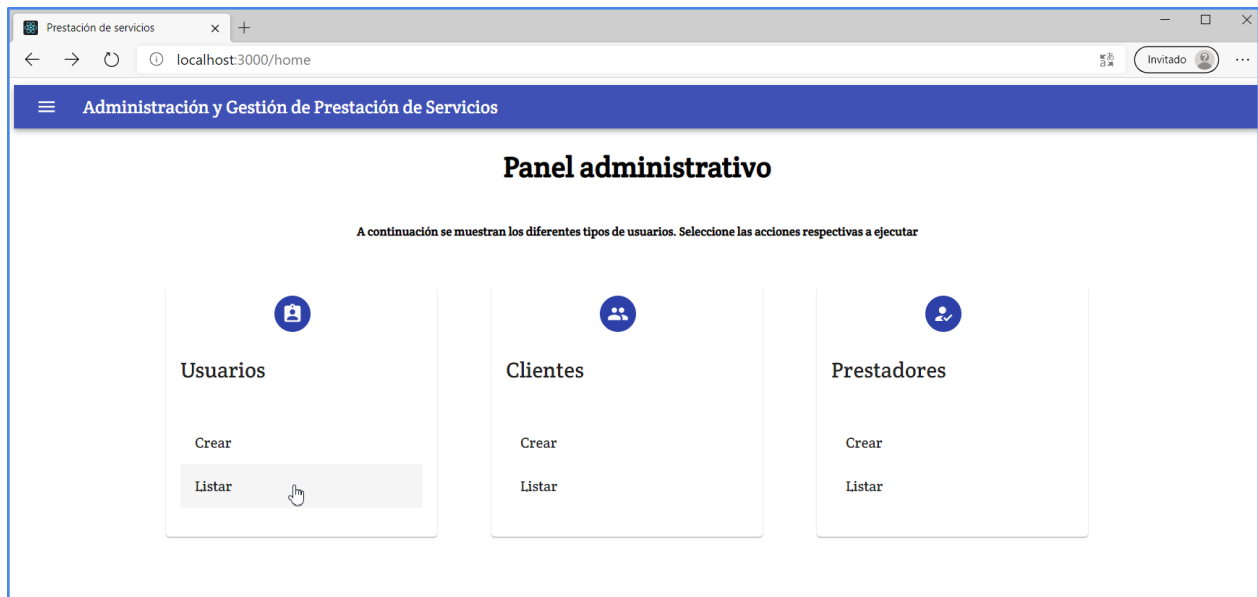 Prestación de servicios
localhost:3000/home
Invitado
Administración y Gestión de Prestación de Servicios
Panel administrativo
A continuación se muestran los diferentes tipos de usuarios. Seleccione las acciones respectivas a ejecutar
Usuarios
Crear
Listar
Clientes
Crear
Listar
Prestadores
Crear
Listar